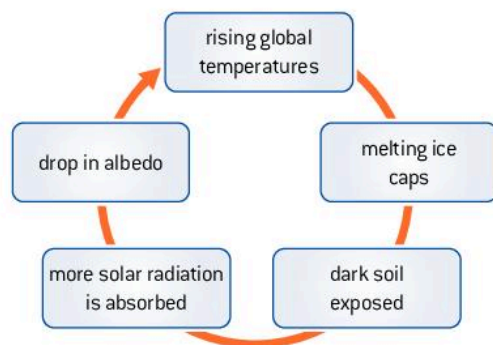 rising global
temperatures
melting ice
caps
dark soil
exposed
more solar radiation
is absorbed
drop in albedo